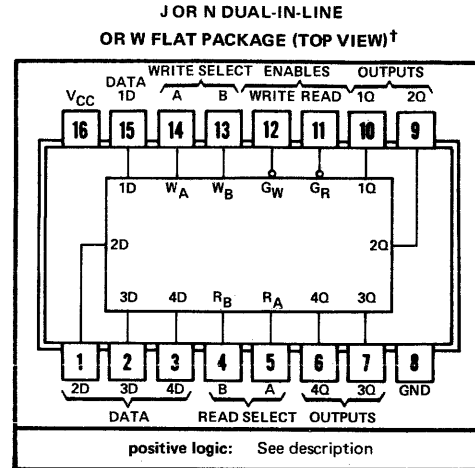 J OR N DUAL-IN-LINE
OR W FLAT PACKAGE (TOP VIEW)†
WRITE SELECT ENABLES OUTPUTS
VCC DATA 1D A B WRITE READ 1Q 2Q
16 15 14 13 12 11 10 9
1D WA WB GW GR 1Q
2D 2Q
3D 4D RB RA 4Q 3Q
1 2 3 4 5 6 7 8
2D 3D 4D B A 4Q 3Q GND
DATA READ SELECT OUTPUTS
positive logic: See description